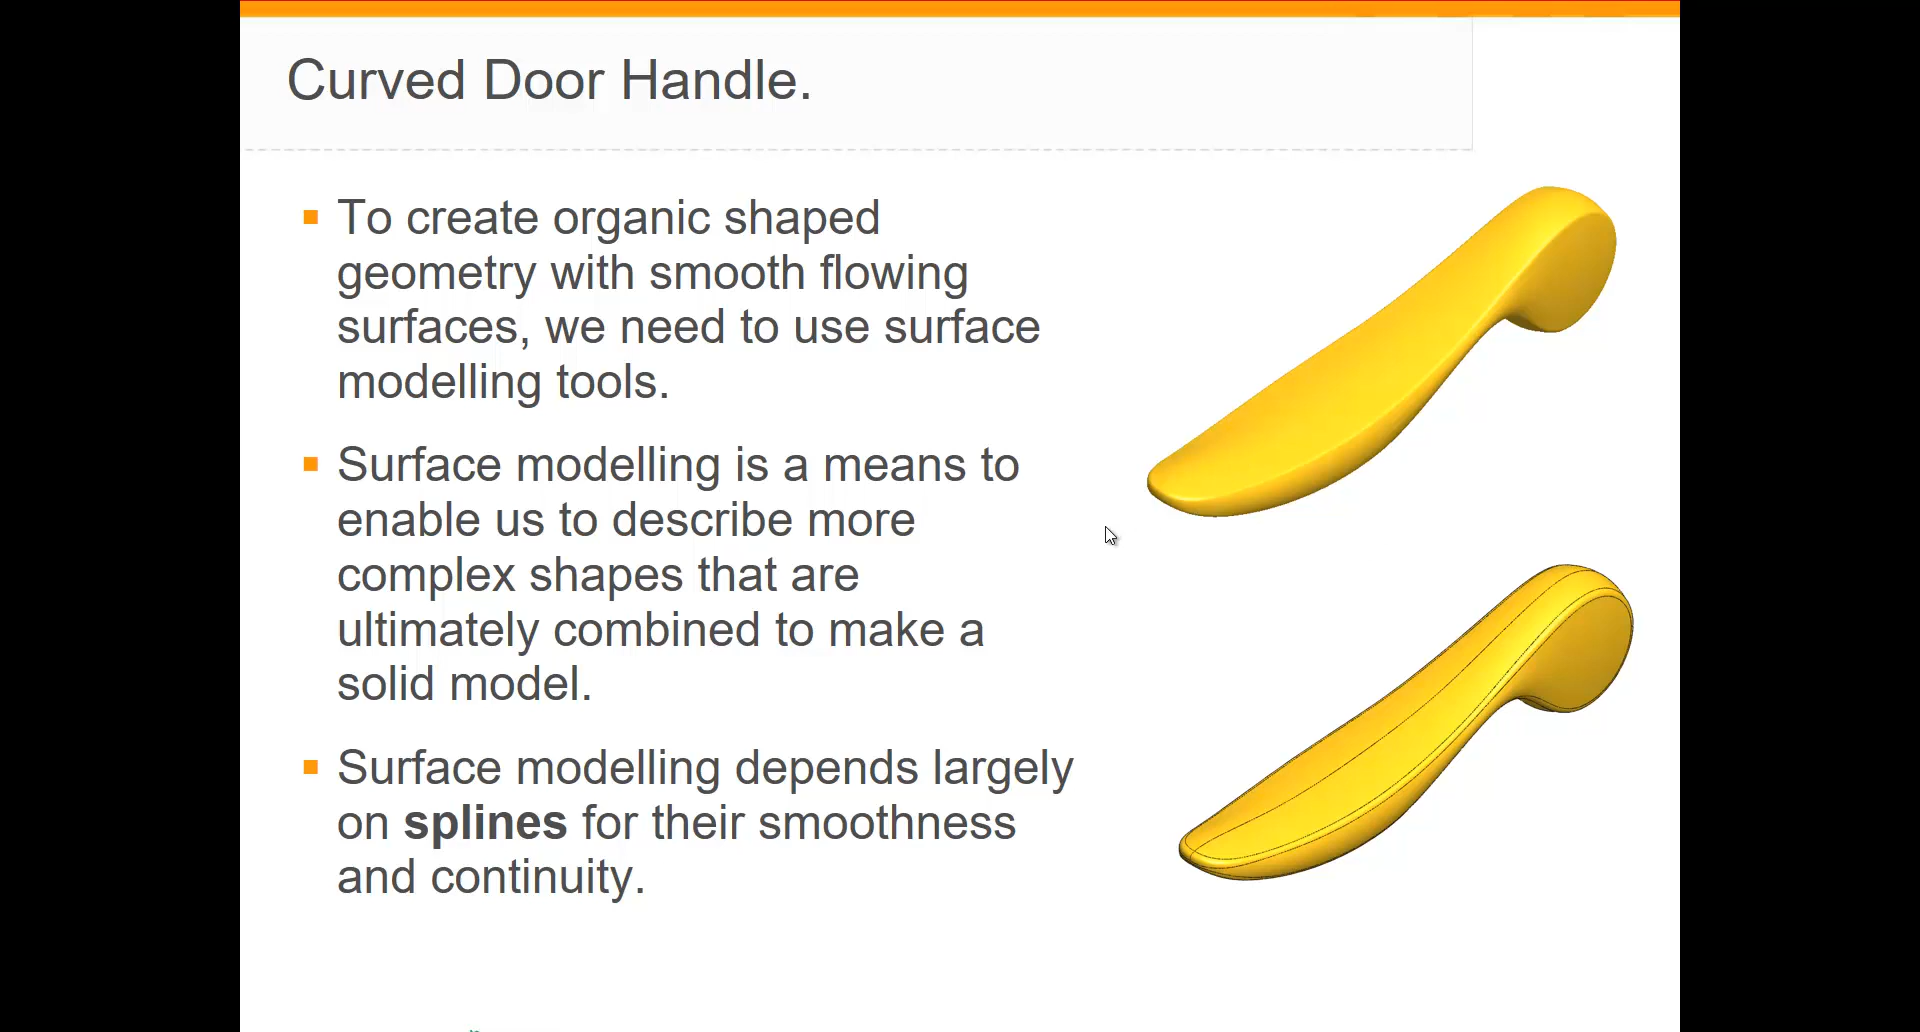 Curved Door Handle.
To create organic shaped
geometry with smooth flowing
surfaces, we need to use surface
modelling tools.
Surface modelling is a means to
enable us to describe more
complex shapes that are
ultimately combined to make a
solid model.
Surface modelling depends largely
on splines for their smoothness
and continuity.